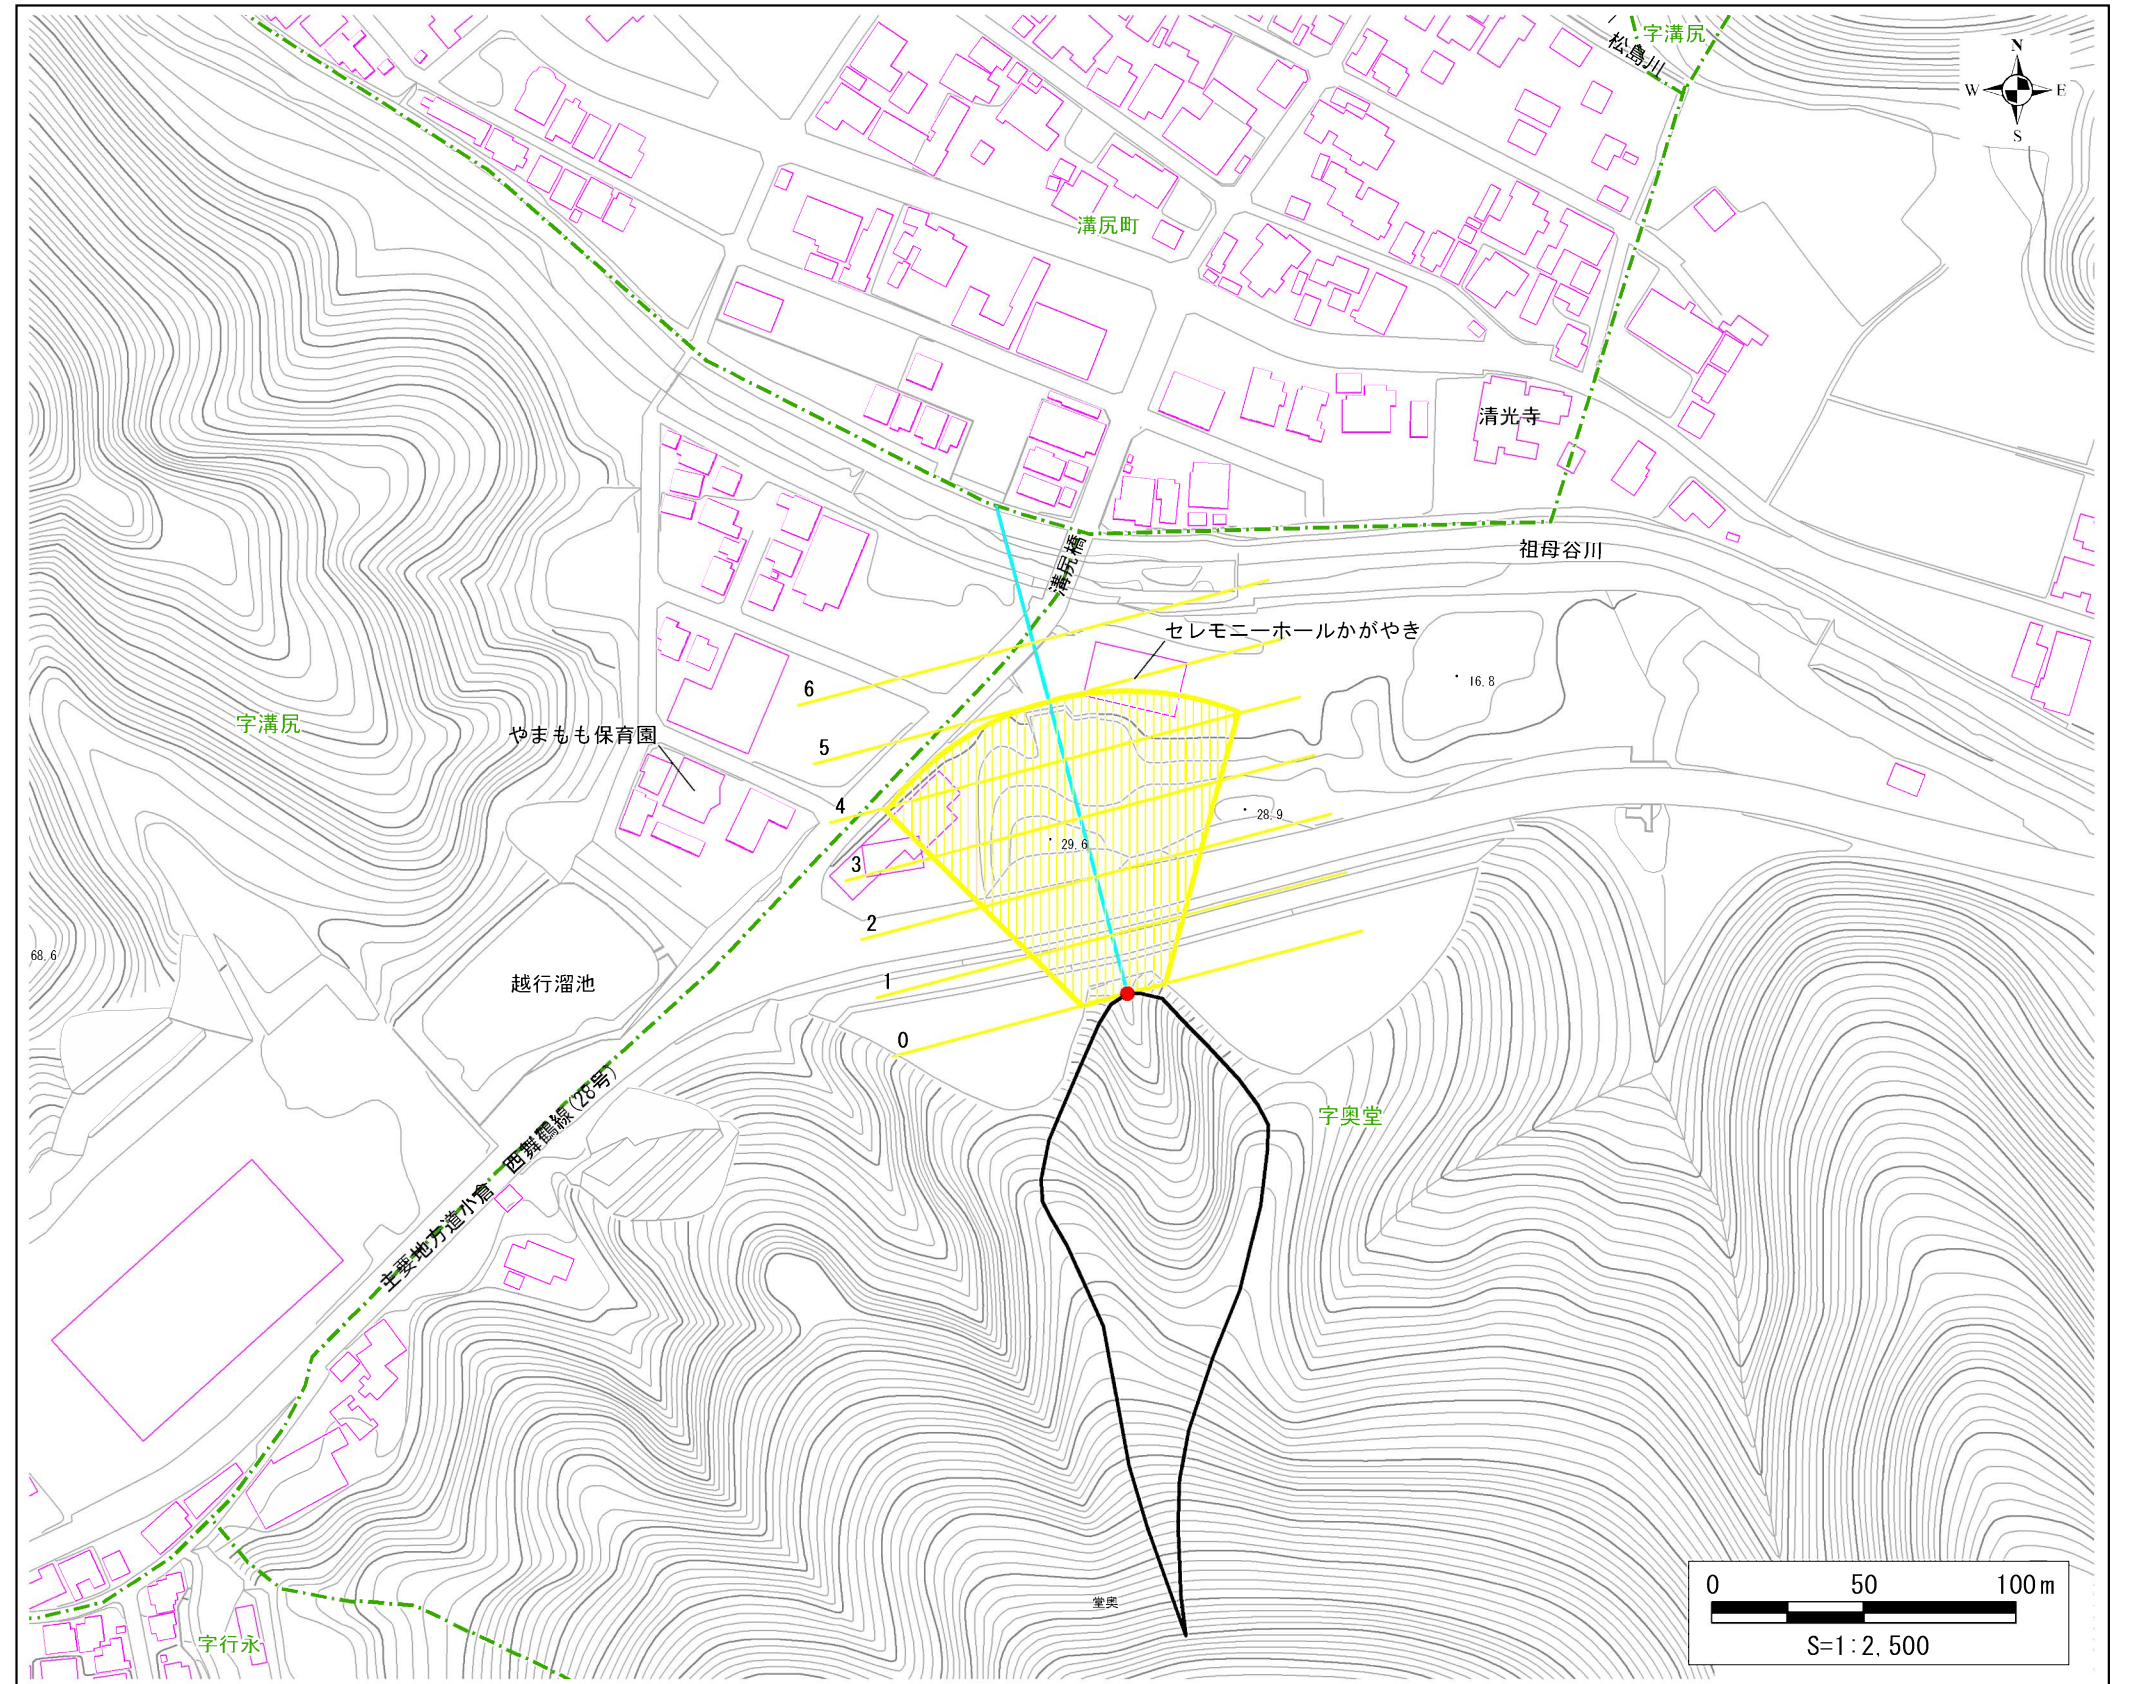 字溝尻
松島川
N
W E
S
溝尻町
清光寺
溝尻橋
祖母谷川
セレモニーホールかがやき
16.8
6
字溝尻
やまもも保育園
5
4
28.9
29.6
3
2
68.6
越行溜池
1
0
字奥堂
主要地方道小倉 西舞鶴線(28号)
奥堂
字行永
0 50 100m
S=1:2,500